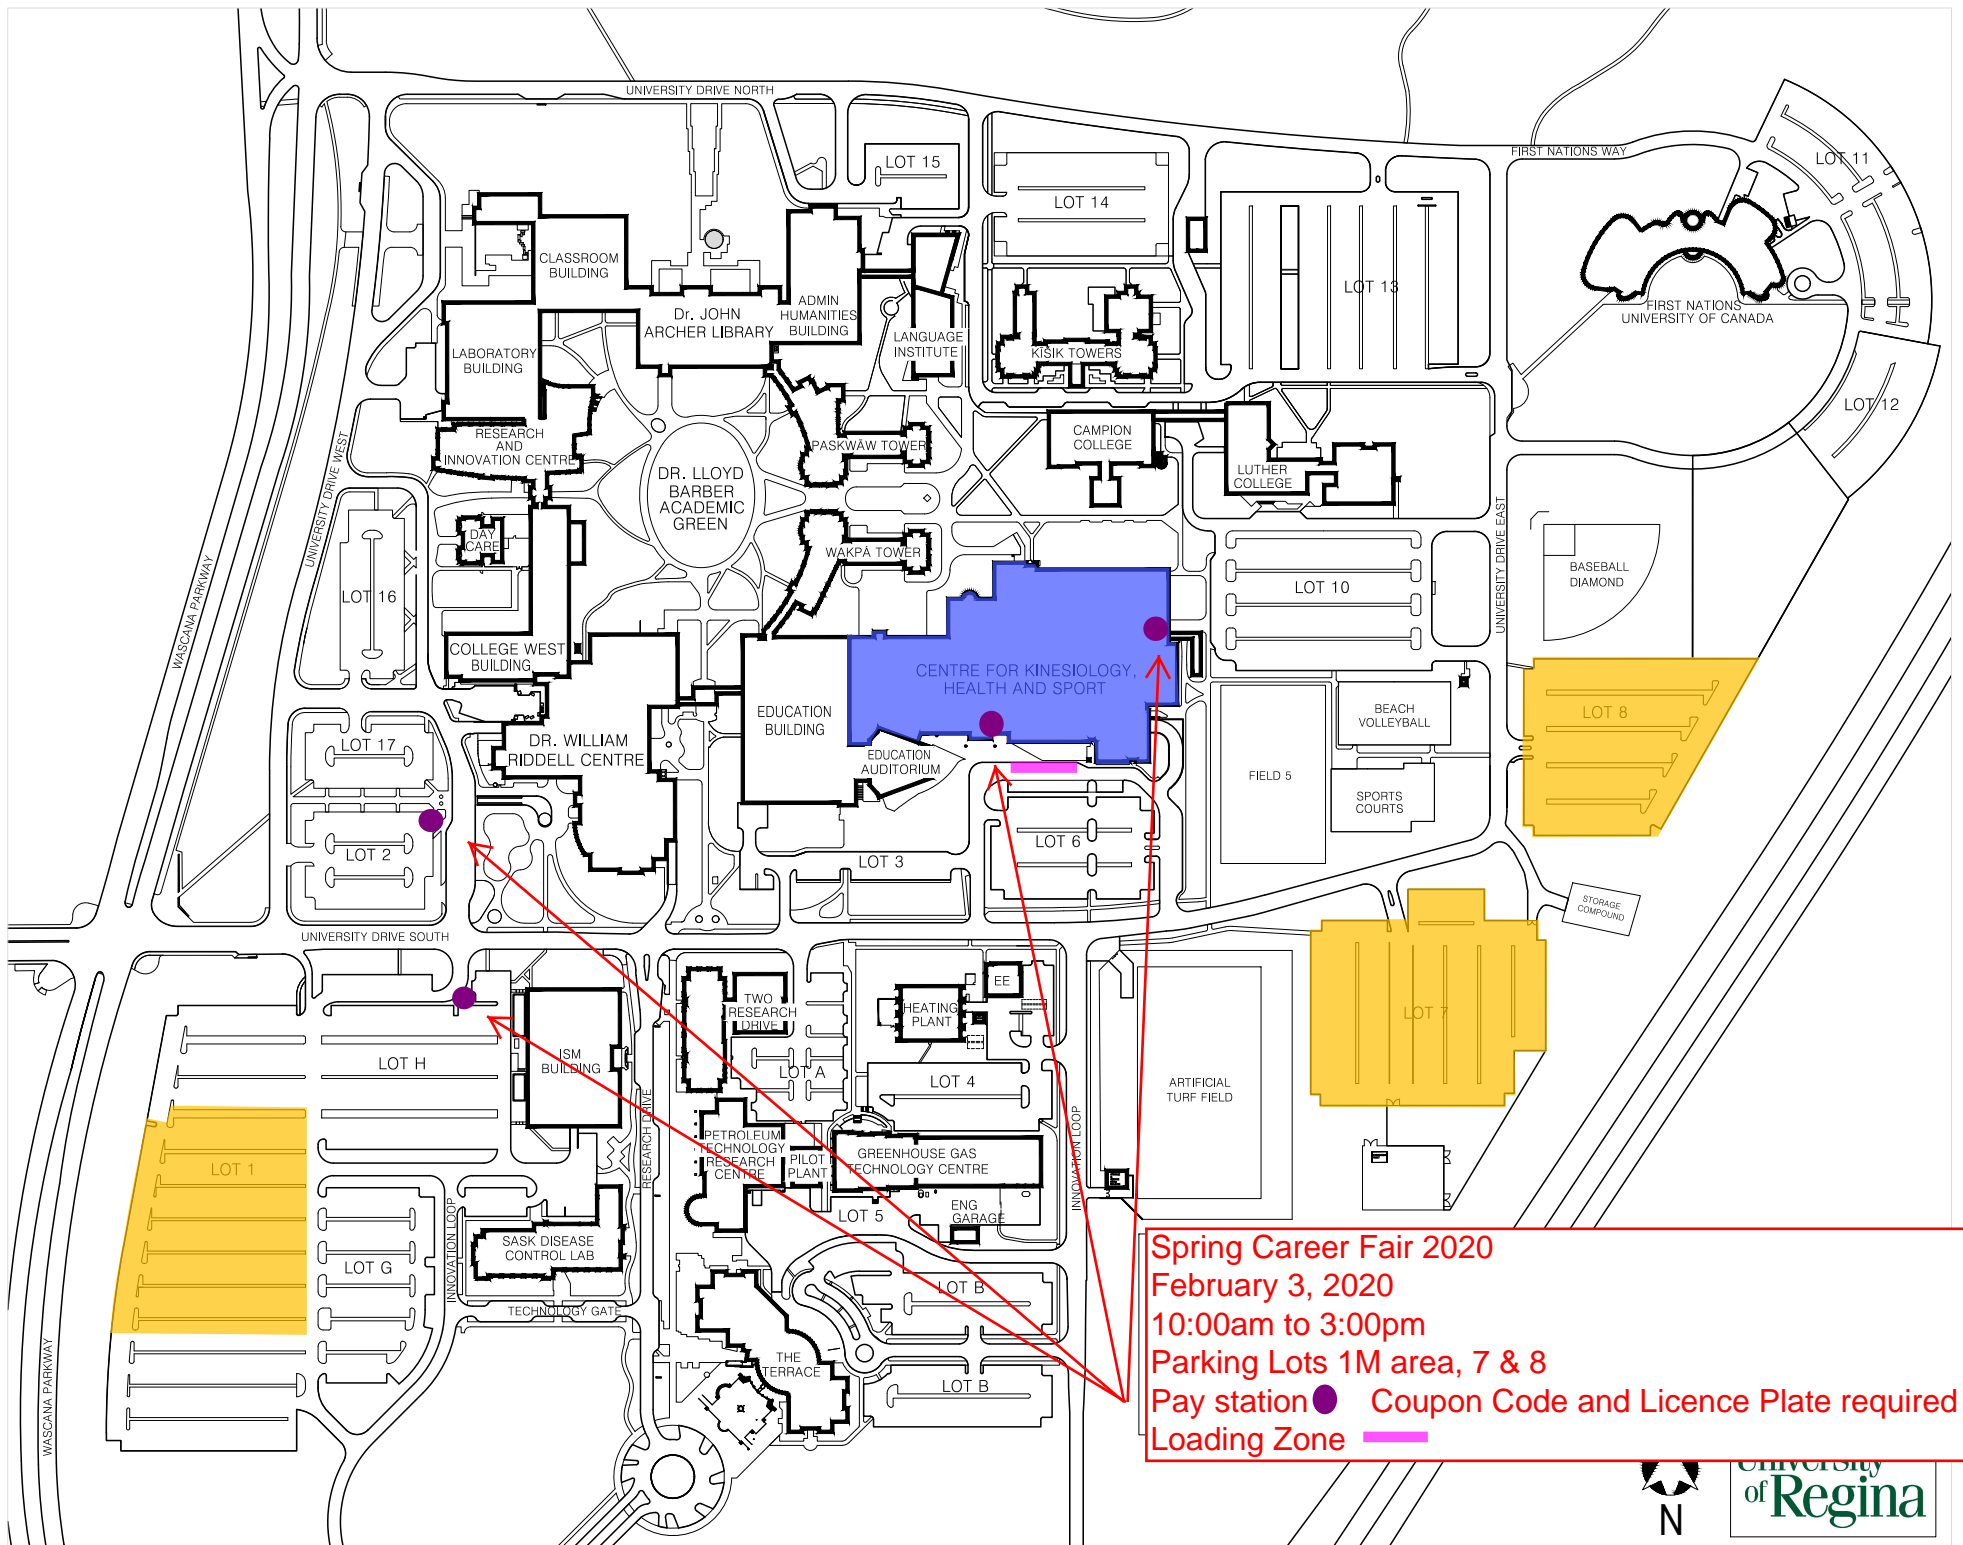 UNIVERSITY DRIVE NORTH
FIRST NATIONS WAY
LOT 11
LOT 15
LOT 14
CLASSROOM
BUILDING
LOT 13
ADMIN
HUMANITIES
BUILDING
FIRST NATIONS
UNIVERSITY OF CANADA
Dr. JOHN
ARCHER LIBRARY
LANGUAGE
INSTITUTE
KĪSIK TOWERS
LABORATORY
BUILDING
LOT 12
CAMPION
COLLEGE
RESEARCH
AND
INNOVATION CENTRE
PASKWĀW TOWER
LUTHER
COLLEGE
DR. LLOYD
BARBER
ACADEMIC
GREEN
UNIVERSITY DRIVE WEST
UNIVERSITY DRIVE EAST
DAY
CARE
WAKPĀ TOWER
BASEBALL
DIAMOND
LOT 10
LOT 16
WASCANA PARKWAY
COLLEGE WEST
BUILDING
CENTRE FOR KINESIOLOGY,
HEALTH AND SPORT
EDUCATION
BUILDING
BEACH
VOLLEYBALL
LOT 8
LOT 17
DR. WILLIAM
RIDDELL CENTRE
EDUCATION
AUDITORIUM
FIELD 5
SPORTS
COURTS
LOT 2
LOT 3
LOT 6
STORAGE
COMPOUND
UNIVERSITY DRIVE SOUTH
TWO
RESEARCH
DRIVE
HEATING
PLANT
EE
LOT 7
LOT H
ISM
BUILDING
LOT A
LOT 4
ARTIFICIAL
TURF FIELD
RESEARCH DRIVE
INNOVATION LOOP
PETROLEUM
TECHNOLOGY
RESEARCH
CENTRE
PILOT
PLANT
GREENHOUSE GAS
TECHNOLOGY CENTRE
LOT 1
LOT 5
ENG
GARAGE
INNOVATION LOOP
SASK DISEASE
CONTROL LAB
LOT G
LOT B
TECHNOLOGY GATE
THE
TERRACE
LOT B
WASCANA PARKWAY
Spring Career Fair 2020
February 3, 2020
10:00am to 3:00pm
Parking Lots 1M area, 7 & 8
Pay station Coupon Code and Licence Plate required
Loading Zone
N
University
of Regina